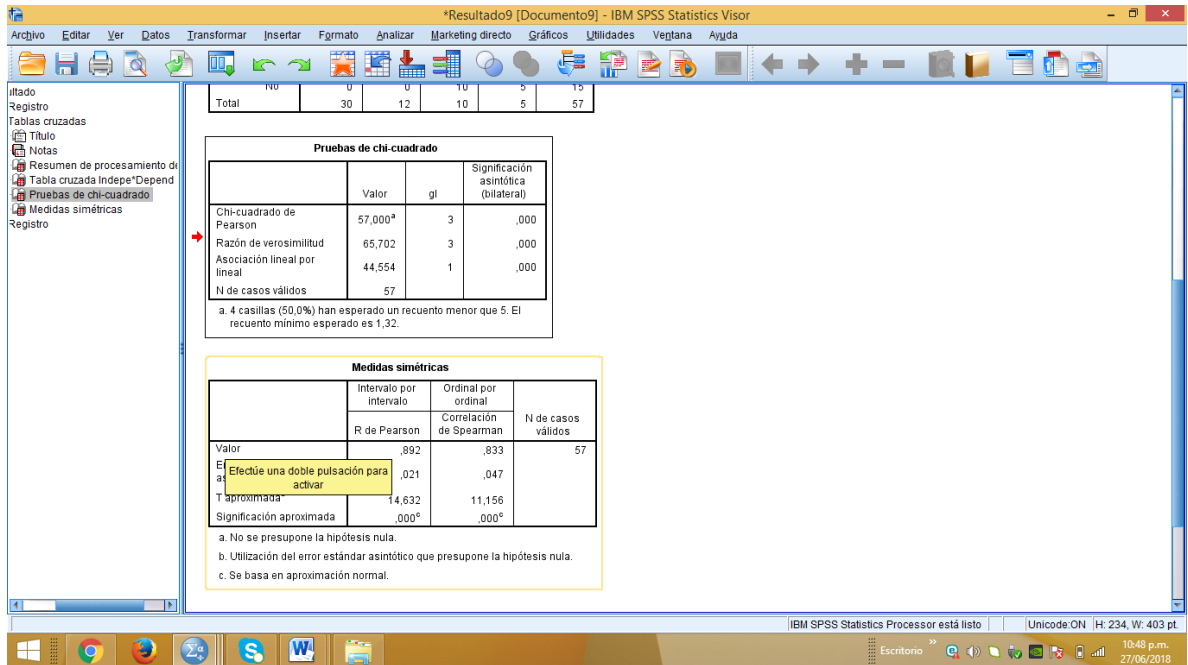 *Resultado9 [Documento9] - IBM SPSS Statistics Visor
Archivo Editar Ver Datos Transformar Insertar Formato Analizar Marketing directo Gráficos Utilidades Ventana Ayuda
Registro
Tablas cruzadas
Título
Notas
Resumen de procesamiento de
Tabla cruzada Indepe*Depend
Pruebas de chi-cuadrado
Medidas simétricas
Registro
No 0 0 10 5 15
Total 30 12 10 5 57
Pruebas de chi-cuadrado
Valor gl Significación asintótica (bilateral)
Chi-cuadrado de Pearson 57,000a 3 ,000
Razón de verosimilitud 65,702 3 ,000
Asociación lineal por lineal 44,554 1 ,000
N de casos válidos 57
a. 4 casillas (50,0%) han esperado un recuento menor que 5. El
recuento mínimo esperado es 1,32.
Medidas simétricas
Intervalo por intervalo Ordinal por ordinal
R de Pearson Correlación de Spearman N de casos válidos
Valor ,892 ,833 57
,021 ,047
Efectúe una doble pulsación para
activar
T aproximada 14,632 11,156
Significación aproximada ,000c ,000c
a. No se presupone la hipótesis nula.
b. Utilización del error estándar asintótico que presupone la hipótesis nula.
c. Se basa en aproximación normal.
IBM SPSS Statistics Processor está listo Unicode:ON H: 234, W: 403 pt.
Escritorio 10:48 p.m.
27/06/2018